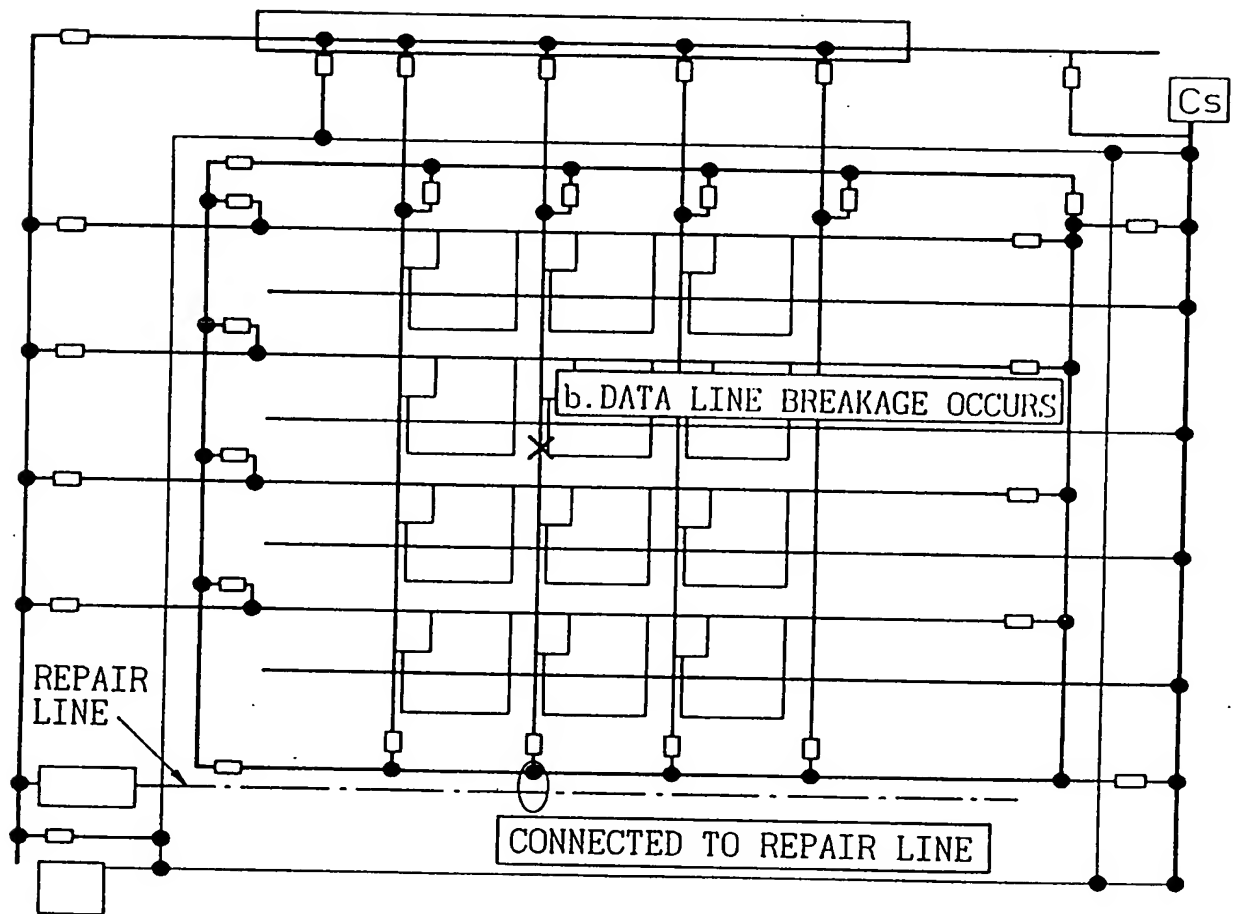 Cs
b. DATA LINE BREAKAGE OCCURS
REPAIR
LINE
CONNECTED TO REPAIR LINE